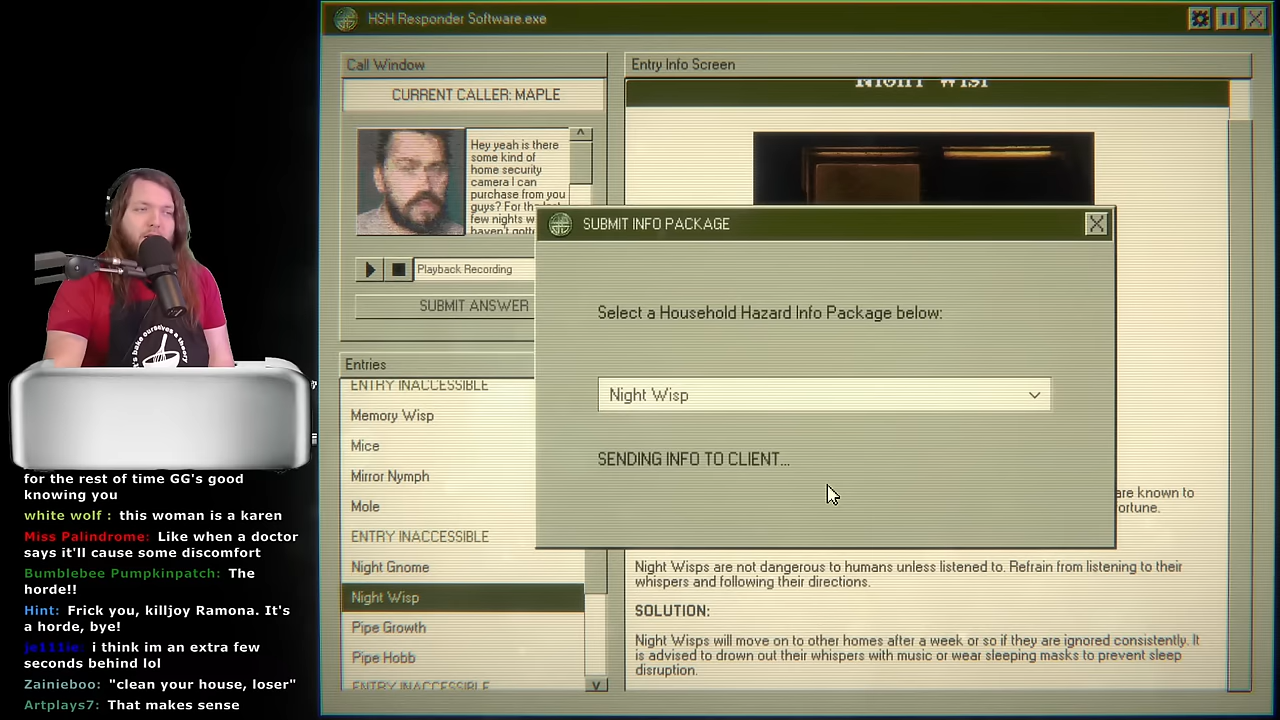 HSH Responder Software.exe
Call Window
CURRENT CALLER: MAPLE
Hey yeah is there
some kind of
home security
camera I can
purchase from you
guys? For the last
few nights w
haven't gott
Playback Recording
SUBMIT ANSWER
Entries
ENTRY INACCESSIBLE
Memory Wisp
Mice
Mirror Nymph
Mole
ENTRY INACCESSIBLE
Night Gnome
Night Wisp
Pipe Growth
Pipe Hobb
ENTRY INACCESSIBLE
Entry Info Screen
Night Wisp
SUBMIT INFO PACKAGE
Select a Household Hazard Info Package below:
Night Wisp
SENDING INFO TO CLIENT...
are known to
ortune.
Night Wisps are not dangerous to humans unless listened to. Refrain from listening to their
whispers and following their directions.
SOLUTION:
Night Wisps will move on to other homes after a week or so if they are ignored consistently. It
is advised to drown out their whispers with music or wear sleeping masks to prevent sleep
disruption.
for the rest of time GG's good
knowing you
white wolf : this woman is a karen
Miss Palindrome: Like when a doctor
says it'll cause some discomfort
Bumblebee Pumpkinpatch: The
horde!!
Hint: Frick you, killjoy Ramona. It's
a horde, bye!
je111ie: i think im an extra few
seconds behind lol
Zainieboo: "clean your house, loser"
Artplays7: That makes sense